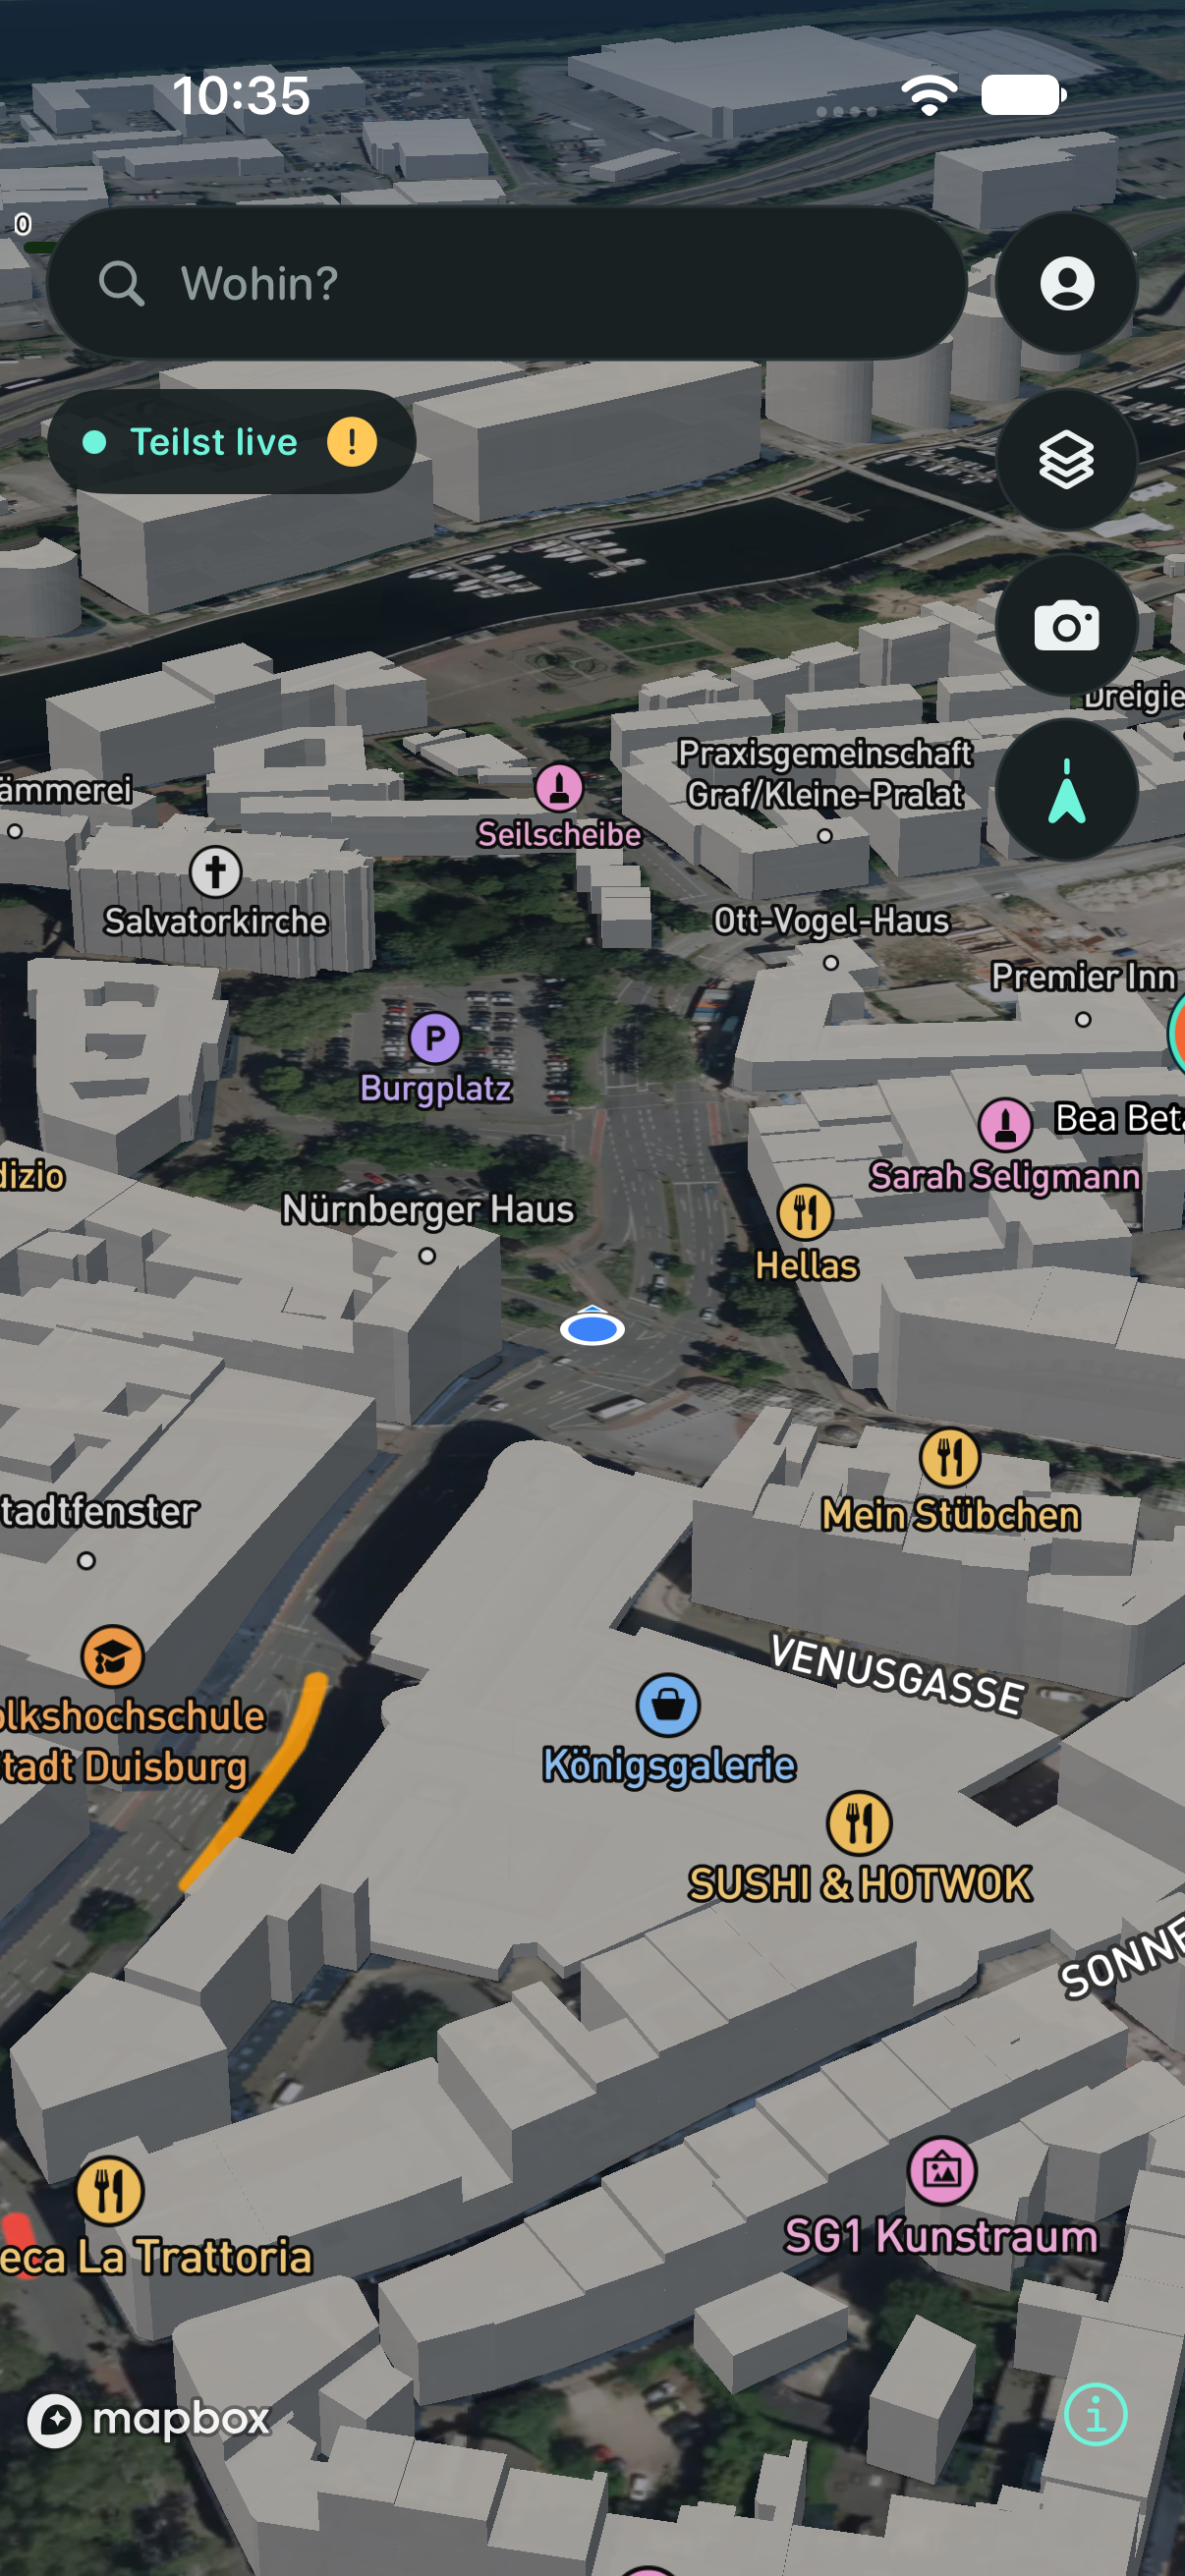 10:35
0
Wohin?
Teilst live
!
Dreigie
Praxisgemeinschaft
Graf/Kleine-Pralat
ämmerei
Seilscheibe
Salvatorkirche
Ott-Vogel-Haus
Premier Inn
P
Burgplatz
Bea Beta
dizio
Sarah Seligmann
Nürnberger Haus
Hellas
tadtfenster
Mein Stübchen
VENUSGASSE
olkshochschule
tadt Duisburg
Königsgalerie
SUSHI & HOTWOK
SONNE
SG1 Kunstraum
eca La Trattoria
mapbox
i